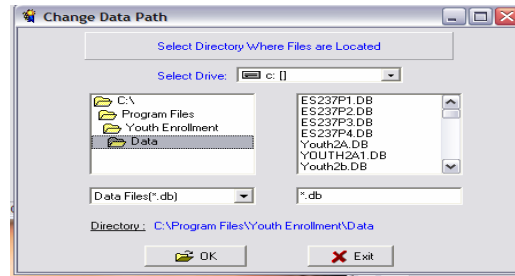 Change Data Path
Select Directory Where Files are Located
Select Drive: c: []
C:\
Program Files
Youth Enrollment
Data
ES237P1.DB
ES237P2.DB
ES237P3.DB
ES237P4.DB
Youth2A.DB
YOUTH2A1.DB
Youth2b.DB
Data Files(*.db)
*.db
Directory : C:\Program Files\Youth Enrollment\Data
OK
Exit